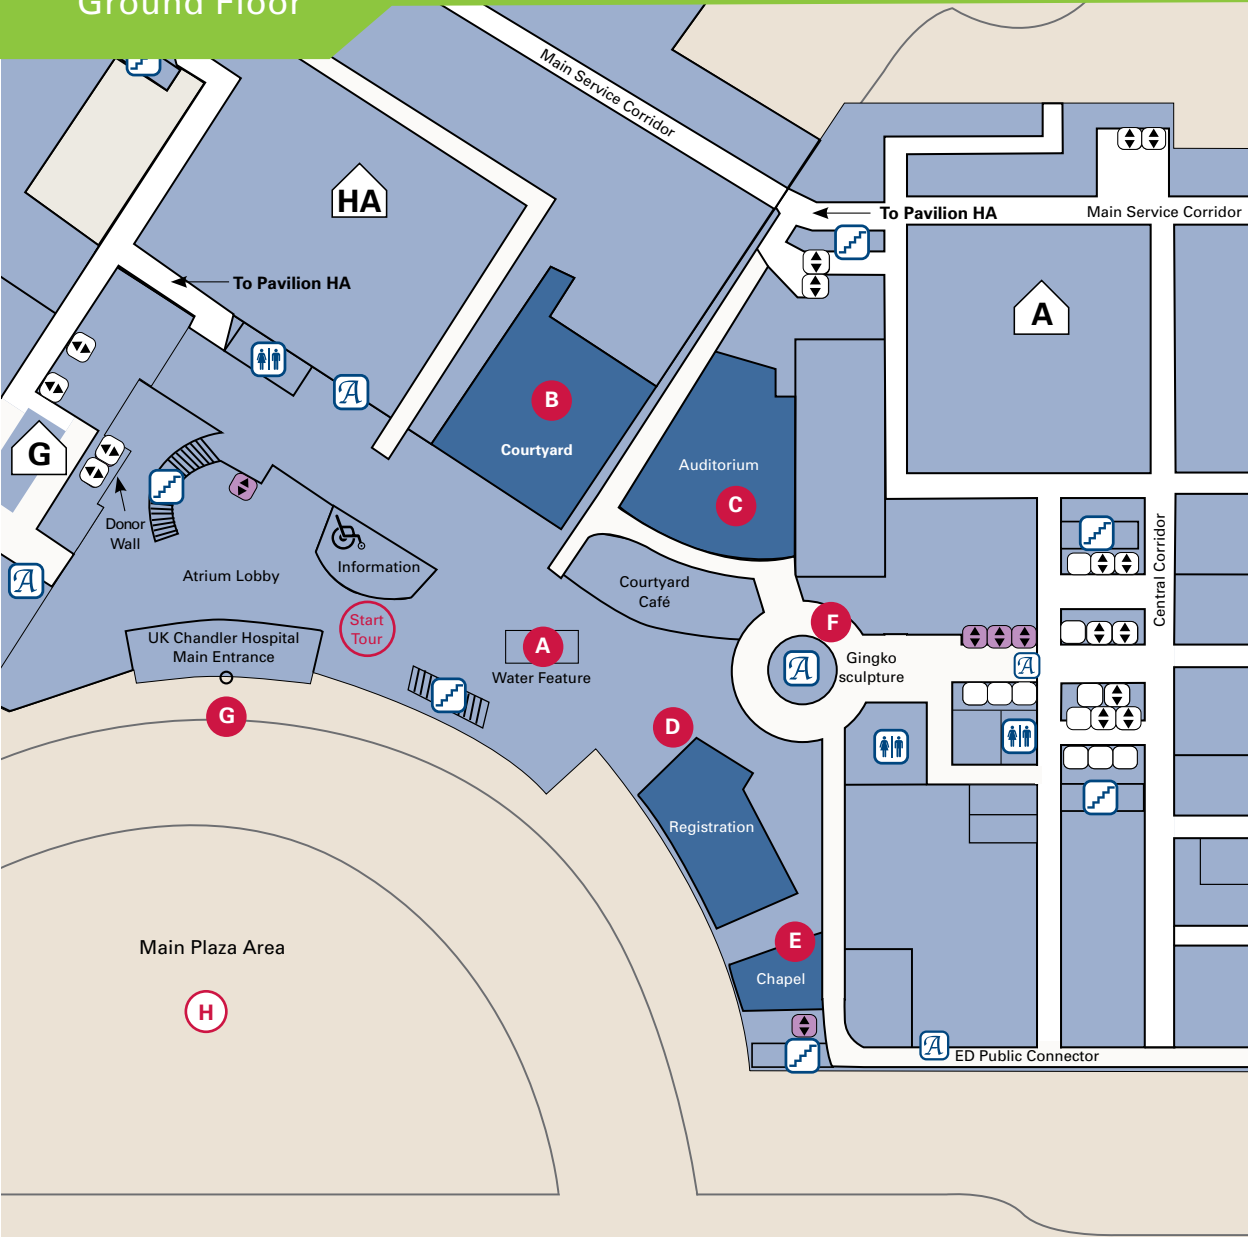 Ground Floor
Main Service Corridor
HA
To Pavilion HA
Main Service Corridor
To Pavilion HA
A
A
B
Courtyard
Auditorium
C
G
Donor
Wall
A
Atrium Lobby
Information
Start
Tour
UK Chandler Hospital
Main Entrance
G
A
Water Feature
Courtyard
Café
F
A
Gingko
sculpture
A
Central Corridor
D
Registration
E
Chapel
Main Plaza Area
H
A
ED Public Connector